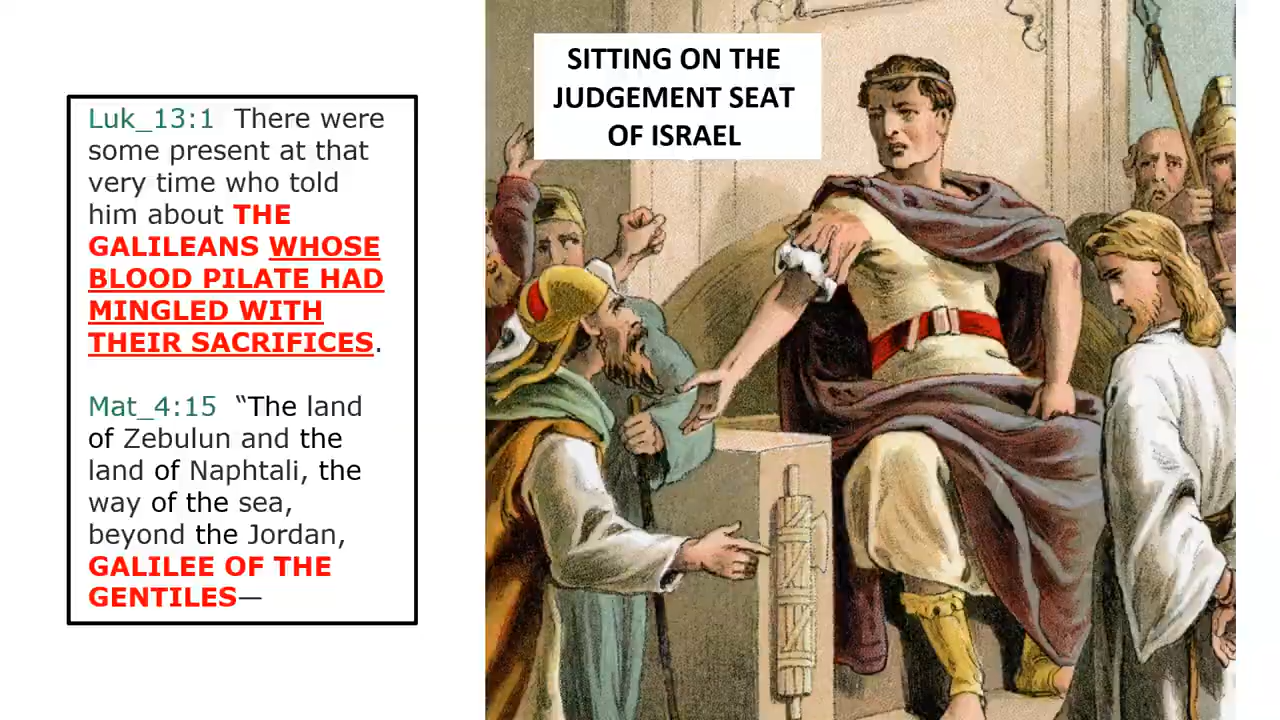 Luk_13:1 There were
some present at that
very time who told
him about THE
GALILEANS WHOSE
BLOOD PILATE HAD
MINGLED WITH
THEIR SACRIFICES.
Mat_4:15 “The land
of Zebulun and the
land of Naphtali, the
way of the sea,
beyond the Jordan,
GALILEE OF THE
GENTILES—
SITTING ON THE
JUDGEMENT SEAT
OF ISRAEL